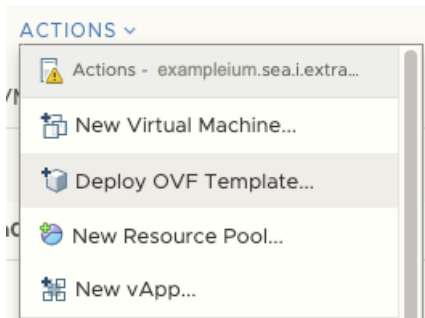 ACTIONS
Actions - exampleium.sea.i.extra...
New Virtual Machine...
Deploy OVF Template...
New Resource Pool...
New vApp...